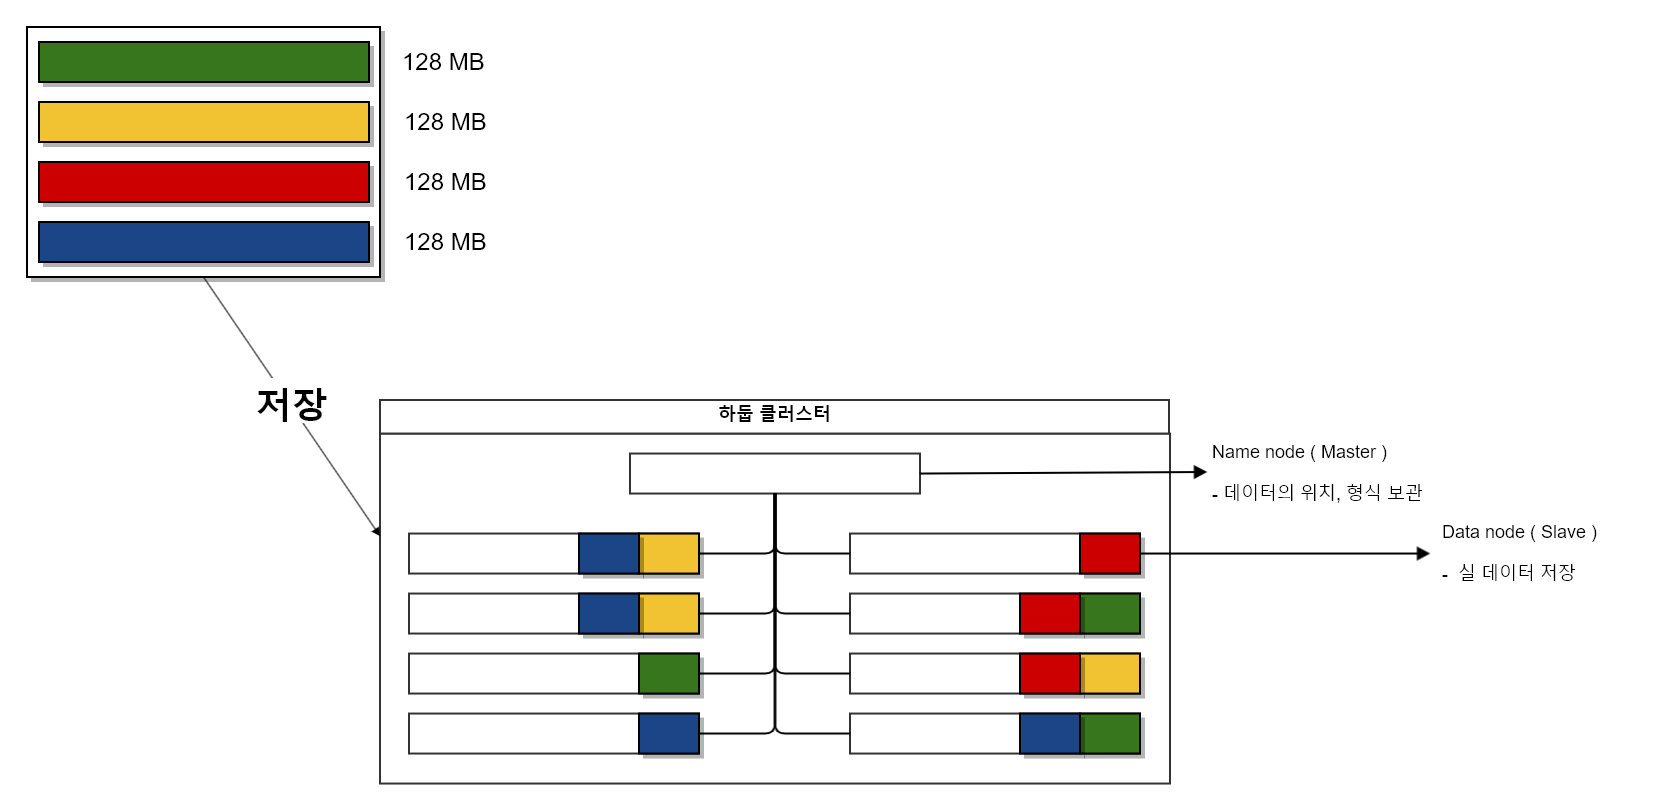 128 MB
128 MB
128 MB
128 MB
저장
하둡 클러스터
Name node ( Master )
- 데이터의 위치, 형식 보관
Data node ( Slave )
- 실 데이터 저장